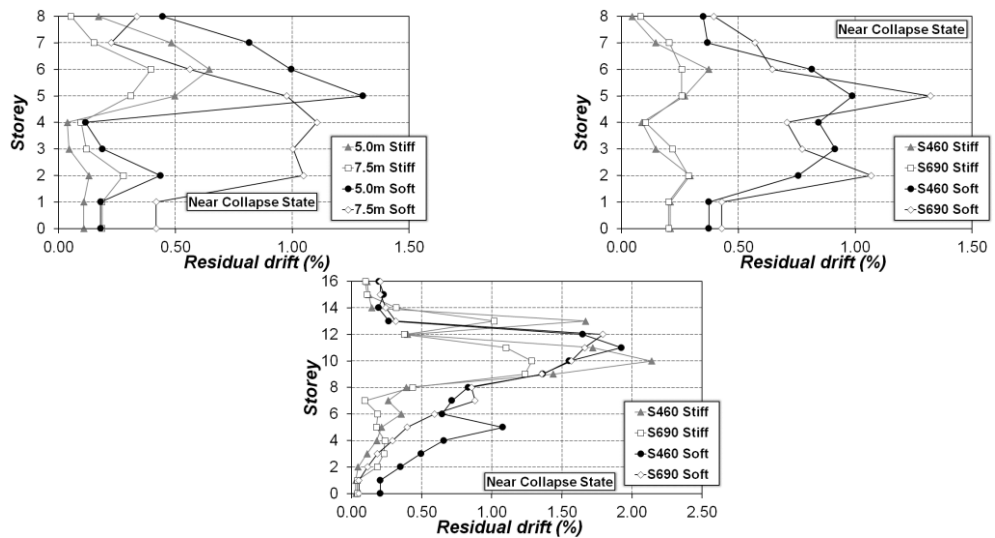 8
7
6
5
4
3
2
1
0
Storey
5.0m Stiff
7.5m Stiff
5.0m Soft
7.5m Soft
Near Collapse State
0.00 0.50 1.00 1.50
Residual drift (%)
8
7
6
5
4
3
2
1
0
Storey
Near Collapse State
S460 Stiff
S690 Stiff
S460 Soft
S690 Soft
0.00 0.50 1.00 1.50
Residual drift (%)
16
14
12
10
8
6
4
2
0
Storey
S460 Stiff
S690 Stiff
S460 Soft
S690 Soft
Near Collapse State
0.00 0.50 1.00 1.50 2.00 2.50
Residual drift (%)